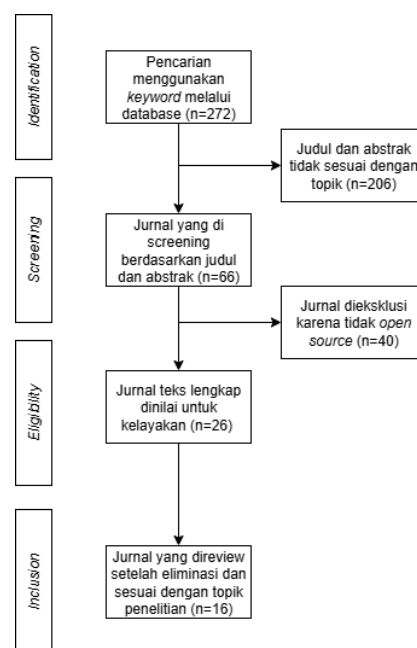 Identification
Pencarian
menggunakan
keyword melalui
database (n=272)
Judul dan abstrak
tidak sesuai dengan
topik (n=206)
Screening
Jurnal yang di
screening
berdasarkan judul
dan abstrak (n=66)
Jurnal dieksklusi
karena tidak open
source (n=40)
Eligibility
Jurnal teks lengkap
dinilai untuk
kelayakan (n=26)
Inclusion
Jurnal yang direview
setelah eliminasi dan
sesuai dengan topik
penelitian (n=16)